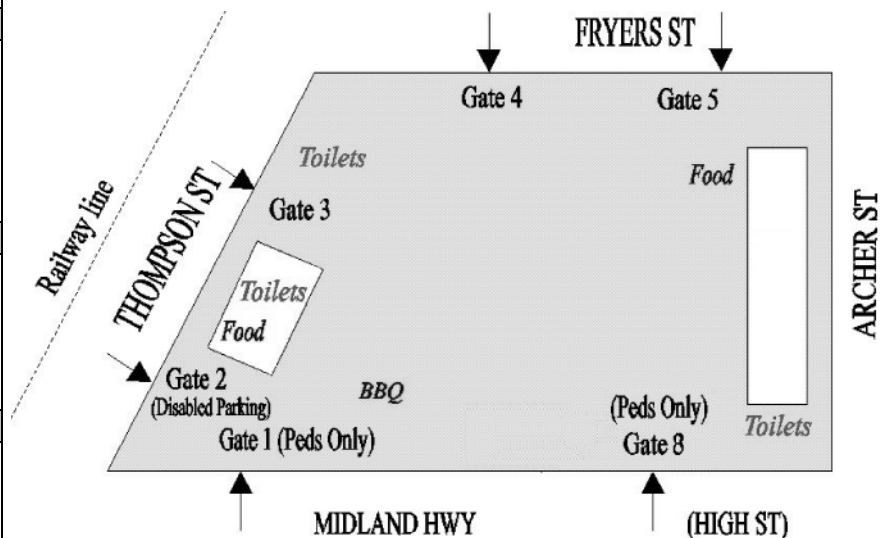 FRYERS ST
Gate 4
Gate 5
Toilets
Food
Railway line
THOMPSON ST
Gate 3
ARCHER ST
Toilets
Food
Gate 2
(Disabled Parking)
BBQ
Gate 1 (Peds Only)
(Peds Only)
Gate 8
Toilets
MIDLAND HWY
(HIGH ST)